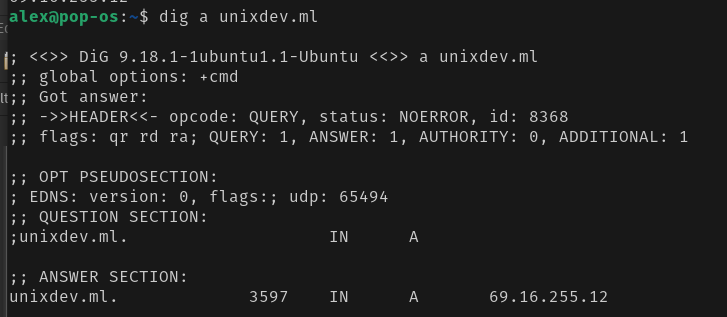 alex@pop-os:~$ dig a unixdev.ml
; <<>> DiG 9.18.1-1ubuntu1.1-Ubuntu <<>> a unixdev.ml
;; global options: +cmd
;; Got answer:
;; ->>HEADER<<- opcode: QUERY, status: NOERROR, id: 8368
;; flags: qr rd ra; QUERY: 1, ANSWER: 1, AUTHORITY: 0, ADDITIONAL: 1
;; OPT PSEUDOSECTION:
; EDNS: version: 0, flags:; udp: 65494
;; QUESTION SECTION:
;unixdev.ml. IN A
;; ANSWER SECTION:
unixdev.ml. 3597 IN A 69.16.255.12